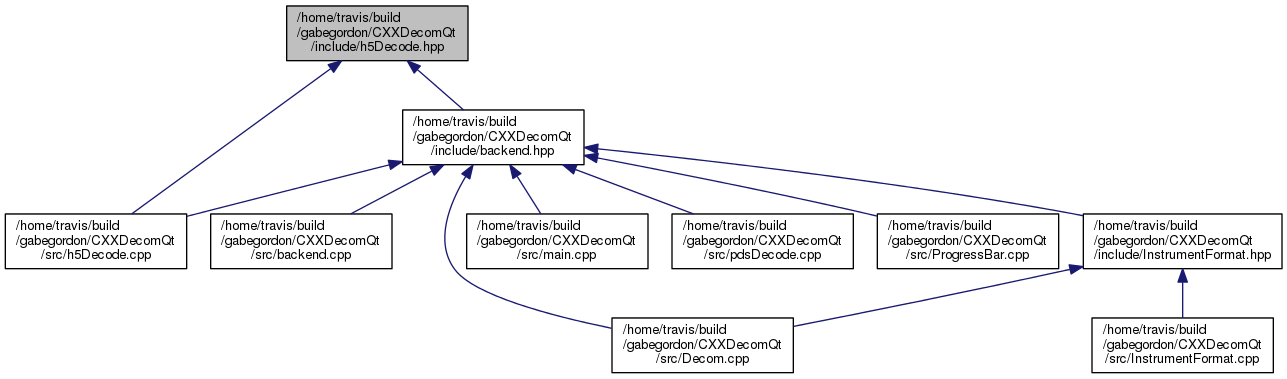 /home/travis/build
/gabegordon/CXXDecomQt
/include/h5Decode.hpp
/home/travis/build
/gabegordon/CXXDecomQt
/include/backend.hpp
/home/travis/build
/gabegordon/CXXDecomQt
/src/h5Decode.cpp
/home/travis/build
/gabegordon/CXXDecomQt
/src/backend.cpp
/home/travis/build
/gabegordon/CXXDecomQt
/src/main.cpp
/home/travis/build
/gabegordon/CXXDecomQt
/src/pdsDecode.cpp
/home/travis/build
/gabegordon/CXXDecomQt
/src/ProgressBar.cpp
/home/travis/build
/gabegordon/CXXDecomQt
/include/InstrumentFormat.hpp
/home/travis/build
/gabegordon/CXXDecomQt
/src/Decom.cpp
/home/travis/build
/gabegordon/CXXDecomQt
/src/InstrumentFormat.cpp